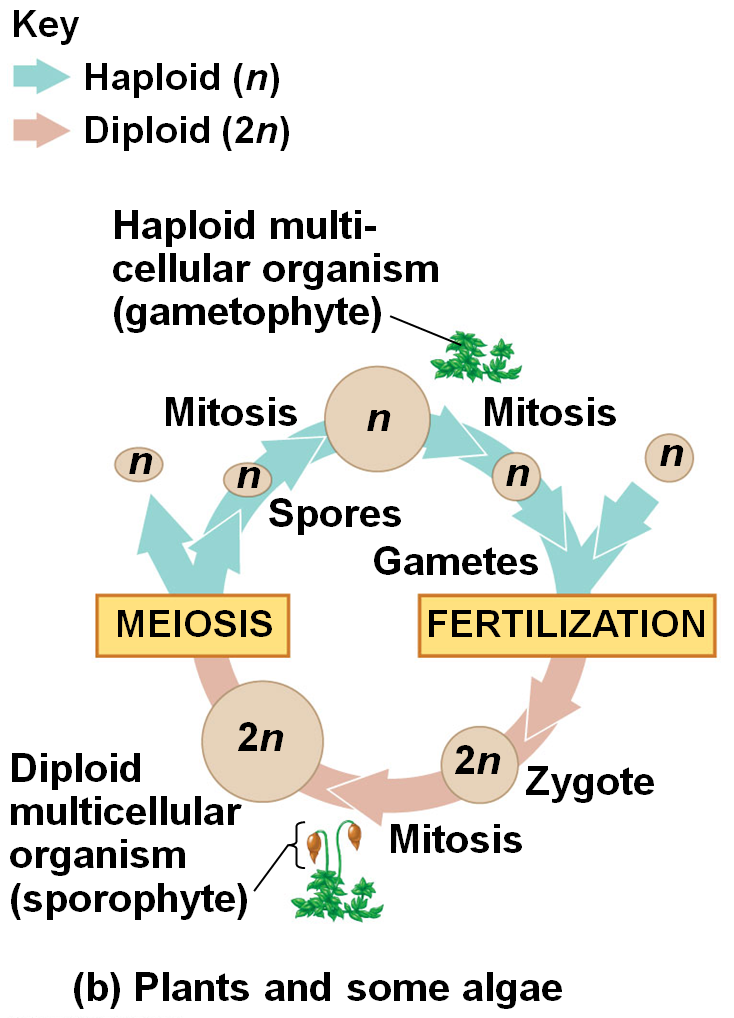 Key
Haploid (n)
Diploid (2n)
Haploid multi-
cellular organism
(gametophyte)
Mitosis
n
Mitosis
n
n
n
n
Spores
Gametes
MEIOSIS
FERTILIZATION
2n
2n
Zygote
Diploid
multicellular
organism
(sporophyte)
Mitosis
(b) Plants and some algae